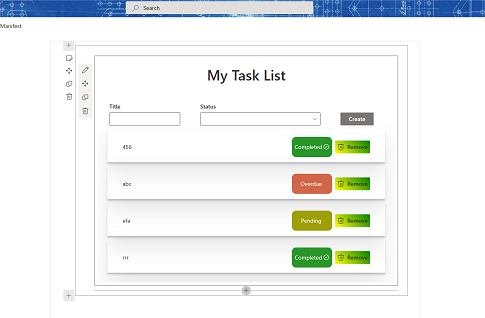 Search
Manifest
My Task List
Title
Status
Create
456
Completed
Remove
abc
Overdue
Remove
efa
Pending
Remove
rrr
Completed
Remove